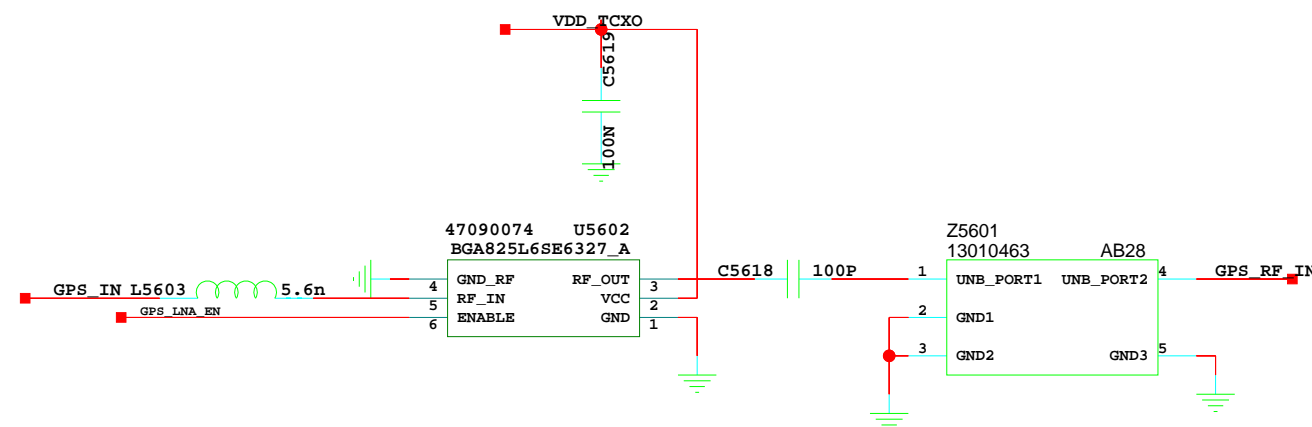 VDD_TCXO
C5619
100N
47090074 U5602
BGA825L6SE6327_A
GND_RF RF_OUT
4 3
RF_IN VCC
5 2
ENABLE GND
6 1
GPS_IN L5603 5.6n
GPS_LNA_EN
C5618 100P
Z5601
13010463 AB28
1 UNB_PORT1 UNB_PORT2 4
GPS_RF_IN
2 GND1
3 GND2 GND3 5